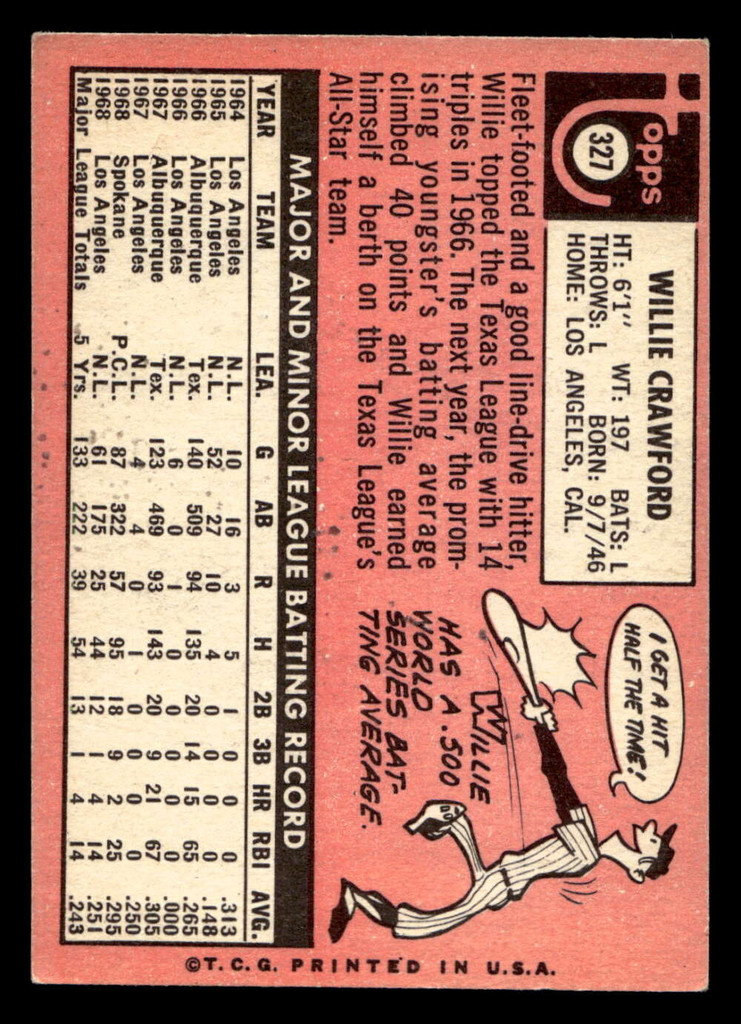 Topps
327
WILLIE CRAWFORD
HT: 6'1" WT: 197 BATS: L
THROWS: L BORN: 9/7/46
HOME: LOS ANGELES, CAL.
Fleet-footed and a good line-drive hitter,
Willie topped the Texas League with 14
triples in 1966. The next year, the prom-
ising youngster's batting average
climbed 40 points and Willie earned
himself a berth on the Texas League's
All-Star team.
I GET A HIT
HALF THE TIME!
WILLIE
HAS A .500
WORLD
SERIES BAT-
TING AVERAGE.
MAJOR AND MINOR LEAGUE BATTING RECORD
YEAR TEAM LEA. G AB R H 2B 3B HR RBI AVG.
1964 Los Angeles N.L. 10 16 3 5 1 0 0 0 .313
1965 Los Angeles N.L. 52 27 10 4 0 0 0 0 .148
1966 Albuquerque Tex. 140 509 94 135 20 14 15 65 .265
1966 Los Angeles N.L. 6 0 1 0 0 0 0 0 .000
1967 Albuquerque Tex. 123 469 93 143 20 9 21 67 .305
1967 Los Angeles N.L. 4 4 0 1 0 0 0 0 .250
1968 Spokane P.C.L. 87 322 57 95 18 9 2 25 .295
1968 Los Angeles N.L. 61 175 25 44 12 1 4 14 .251
Major League Totals 5 Yrs. 133 222 39 54 13 1 4 14 .243
©T.C.G. PRINTED IN U.S.A.